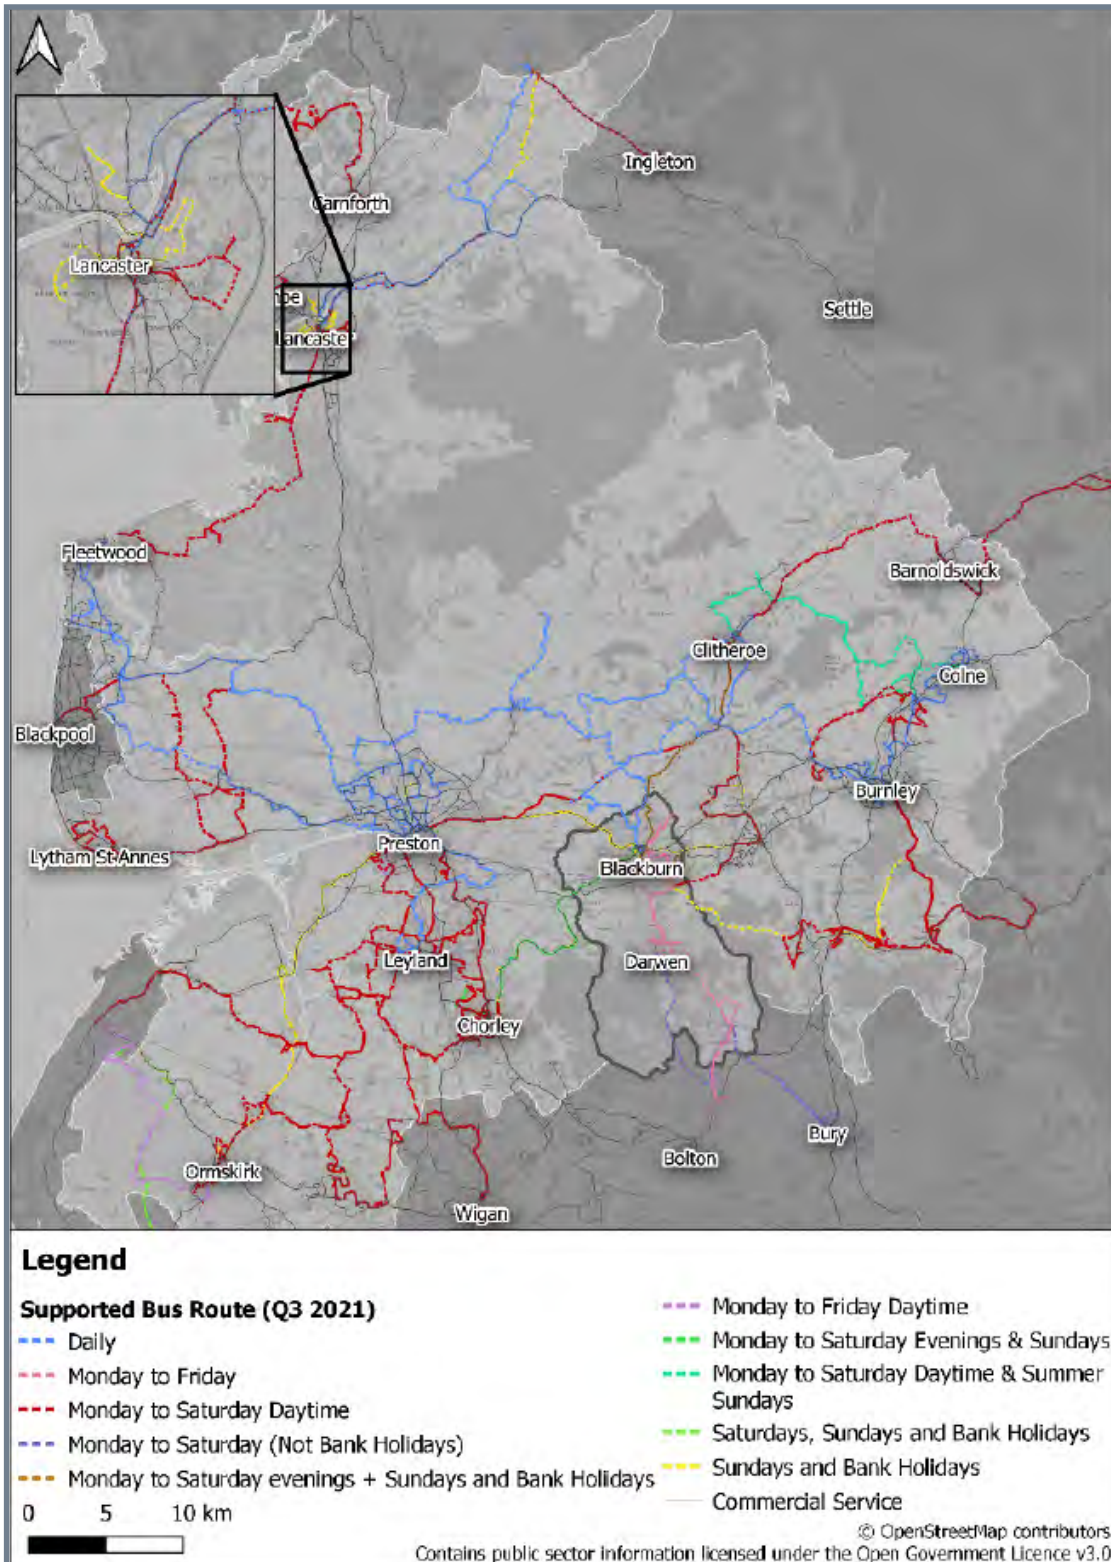 Ingleton
Carnforth
Lancaster
Settle
Lancaster
Fleetwood
Barnoldswick
Clitheroe
Colne
Blackpool
Burnley
Preston
Lytham St Annes
Blackburn
Leyland
Darwen
Chorley
Bury
Bolton
Ormskirk
Wigan
Legend
Supported Bus Route (Q3 2021)
Daily
Monday to Friday
Monday to Saturday Daytime
Monday to Saturday (Not Bank Holidays)
Monday to Saturday evenings + Sundays and Bank Holidays
0 5 10 km
Monday to Friday Daytime
Monday to Saturday Evenings & Sundays
Monday to Saturday Daytime & Summer
Sundays
Saturdays, Sundays and Bank Holidays
Sundays and Bank Holidays
Commercial Service
© OpenStreetMap contributors
Contains public sector information licensed under the Open Government Licence v3.0